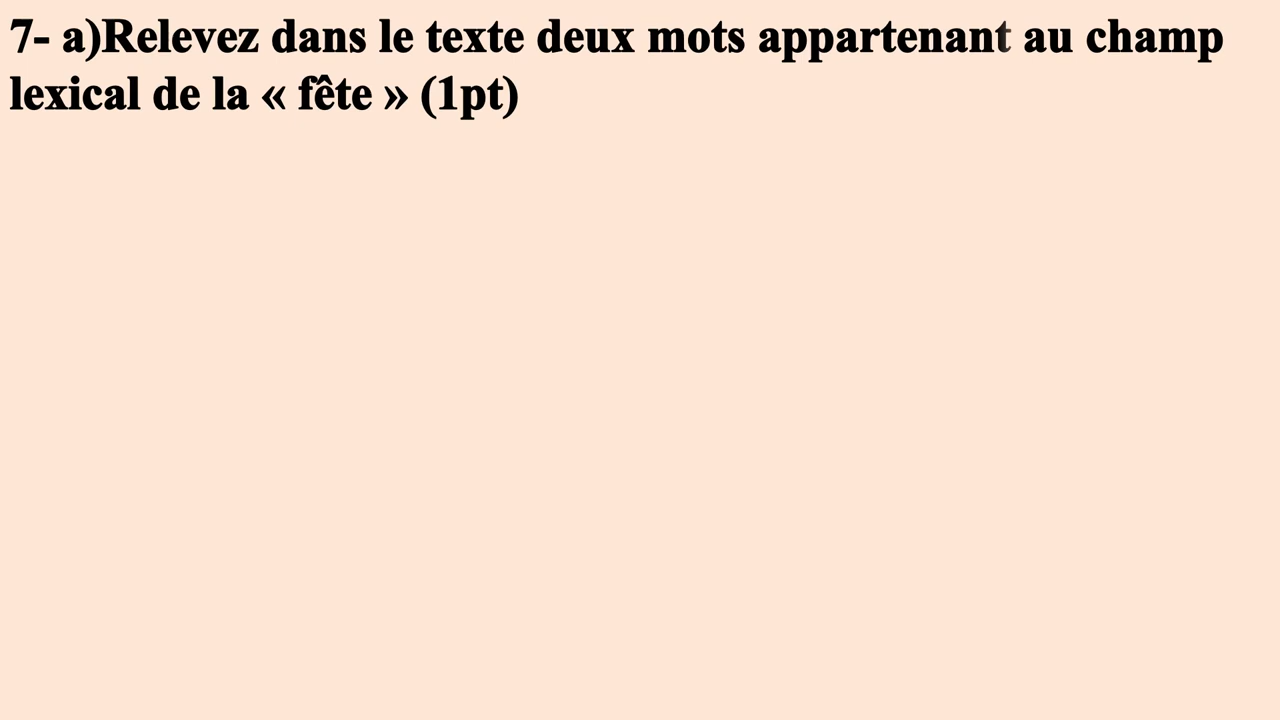 7- a)Relevez dans le texte deux mots appartenant au champ
lexical de la « fête » (1pt)